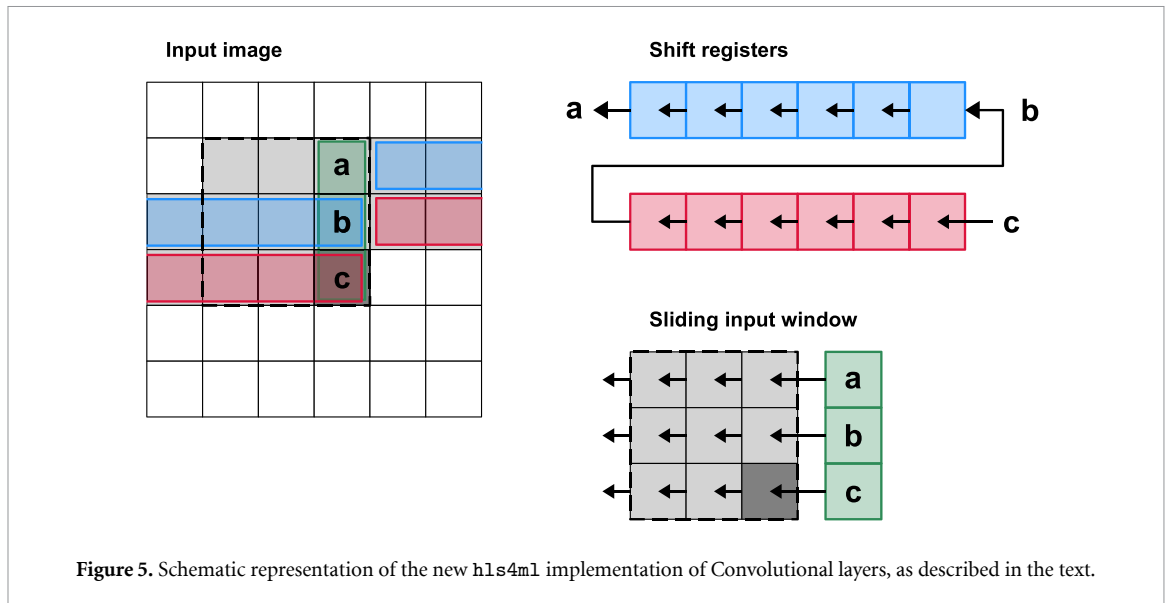 Input image
Shift registers
a
b
a
b
c
c
Sliding input window
a
b
c
Figure 5. Schematic representation of the new hls4ml implementation of Convolutional layers, as described in the text.